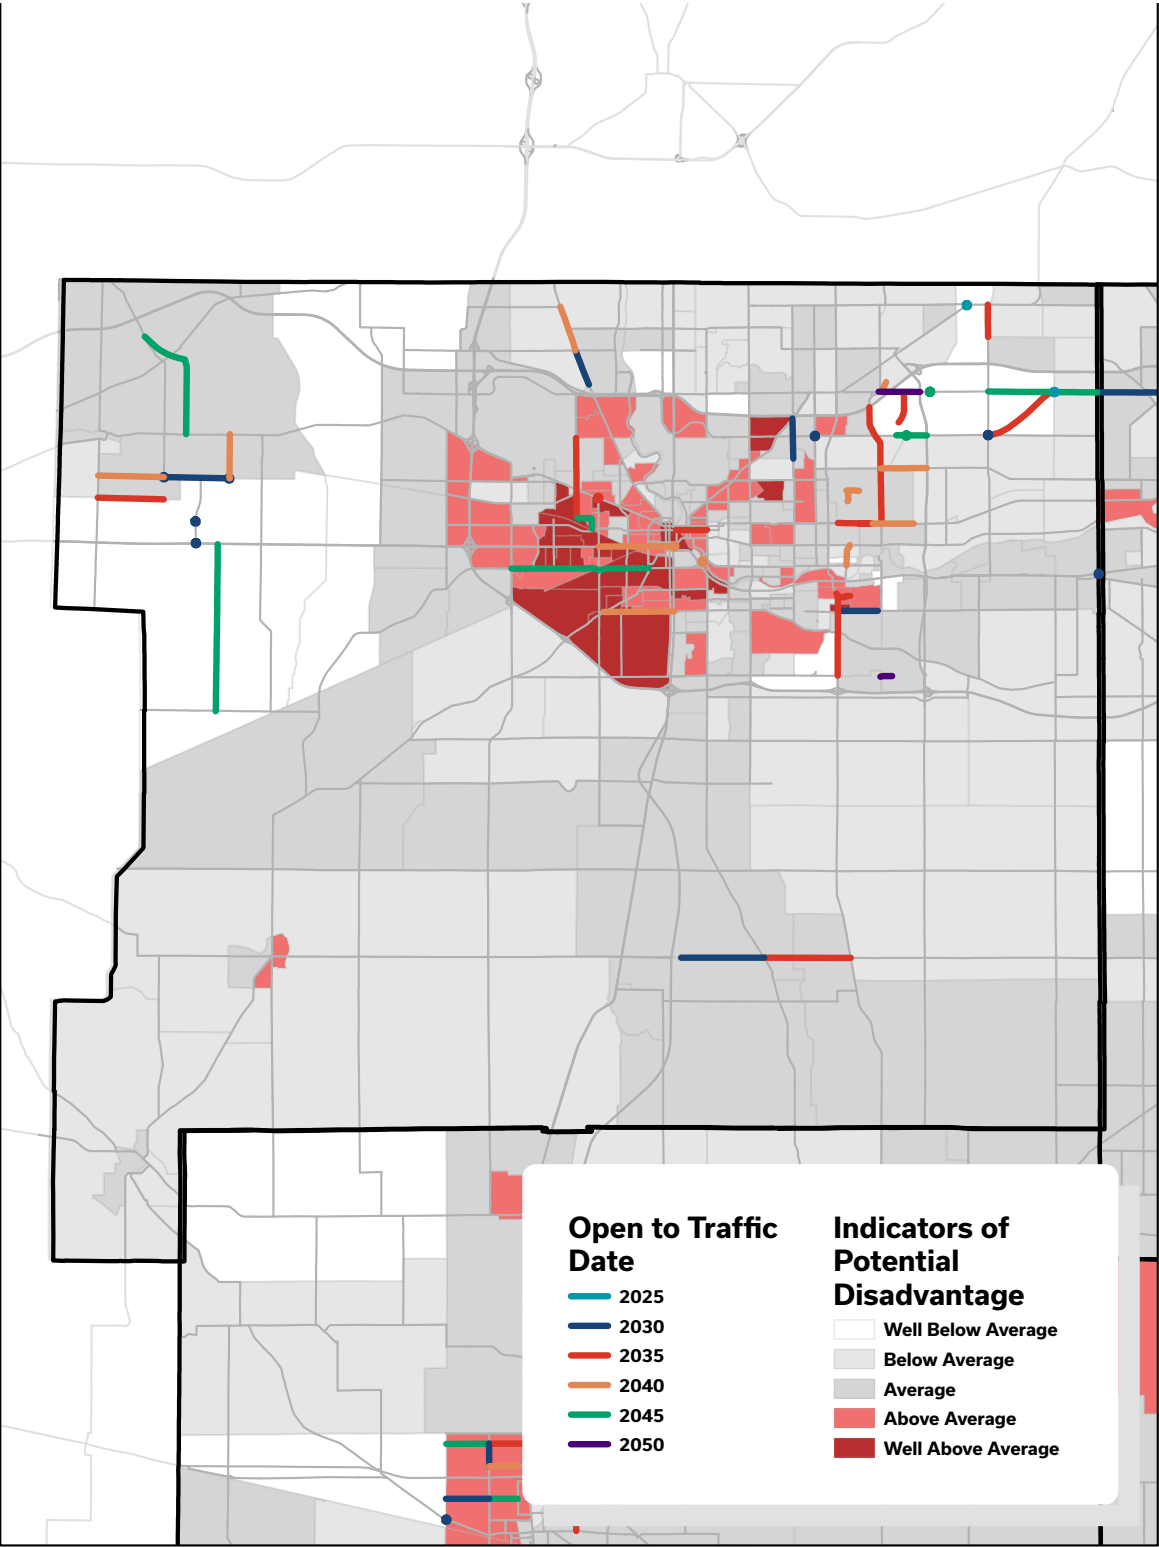 Open to Traffic
Date
2025
2030
2035
2040
2045
2050
Indicators of
Potential
Disadvantage
Well Below Average
Below Average
Average
Above Average
Well Above Average